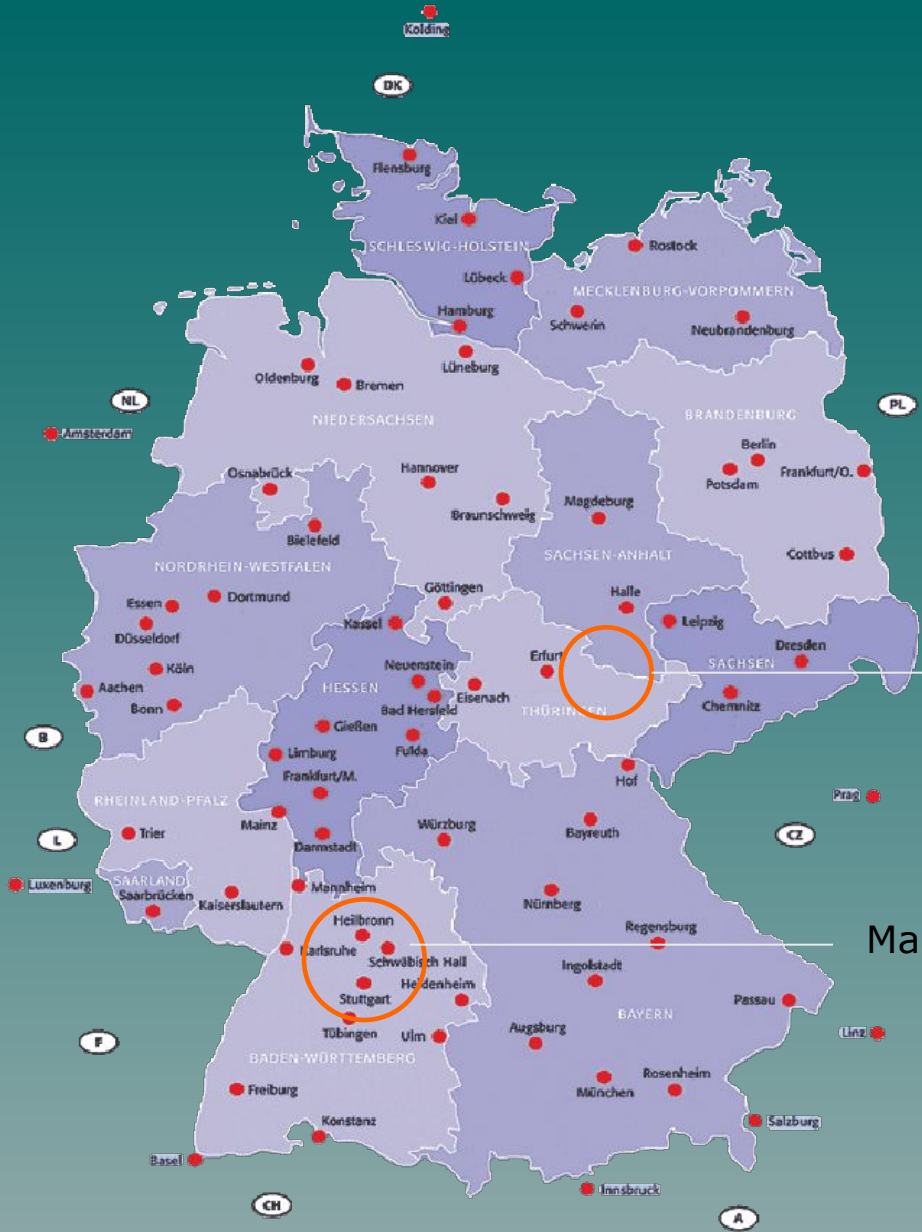 Kolding
DK
Flensburg
Kiel
SCHLESWIG-HOLSTEIN
Rostock
Lübeck
MECKLENBURG-VORPOMMERN
Hamburg
Schwerin
Neubrandenburg
Lüneburg
Oldenburg
Bremen
NL
PL
BRANDENBURG
NIEDERSACHSEN
Amsterdam
Berlin
Osnabrück
Hannover
Potsdam
Frankfurt/O.
Magdeburg
Braunschweig
Bielefeld
SACHSEN-ANHALT
Cottbus
NORDRHEIN-WESTFALEN
Göttingen
Halle
Essen
Dortmund
Kassel
Leipzig
Düsseldorf
Dresden
Erfurt
SACHSEN
Köln
Neuenstein
HESSEN
Aachen
Eisenach
Chemnitz
Bonn
Bad Hersfeld
THÜRINGEN
Gießen
B
Fulda
Limburg
Hof
Frankfurt/M.
Prag
RHEINLAND-PFALZ
Mainz
Würzburg
Bayreuth
CZ
L
Trier
Darmstadt
SAARLAND
Luxenburg
Mannheim
Saarbrücken
Kaiserslautern
Nürnberg
Heilbronn
Regensburg
Karlsruhe
Ma
Schwäbisch Hall
Ingolstadt
Heidenheim
Stuttgart
Passau
BAYERN
Tübingen
Ulm
Augsburg
Linz
F
BADEN-WÜRTTEMBERG
Rosenheim
Freiburg
München
Konstanz
Salzburg
Basel
Innsbruck
CH
A